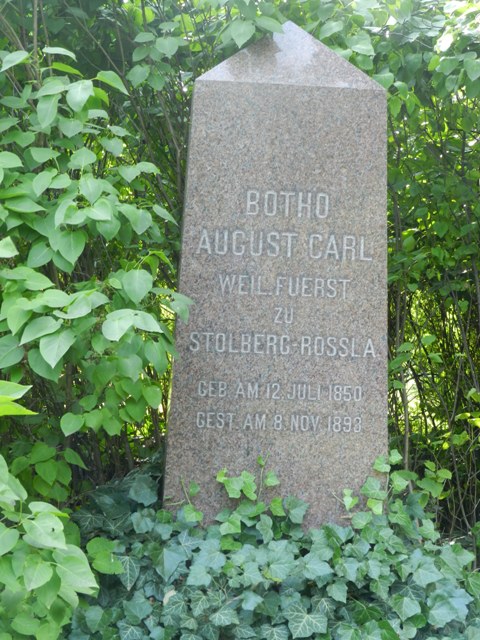 BOTHO
AUGUST CARL
WEIL. FUERST
ZU
STOLBERG-ROSSLA.
GEB AM 12. JULI 1850
GEST. AM 8. NOV. 1893